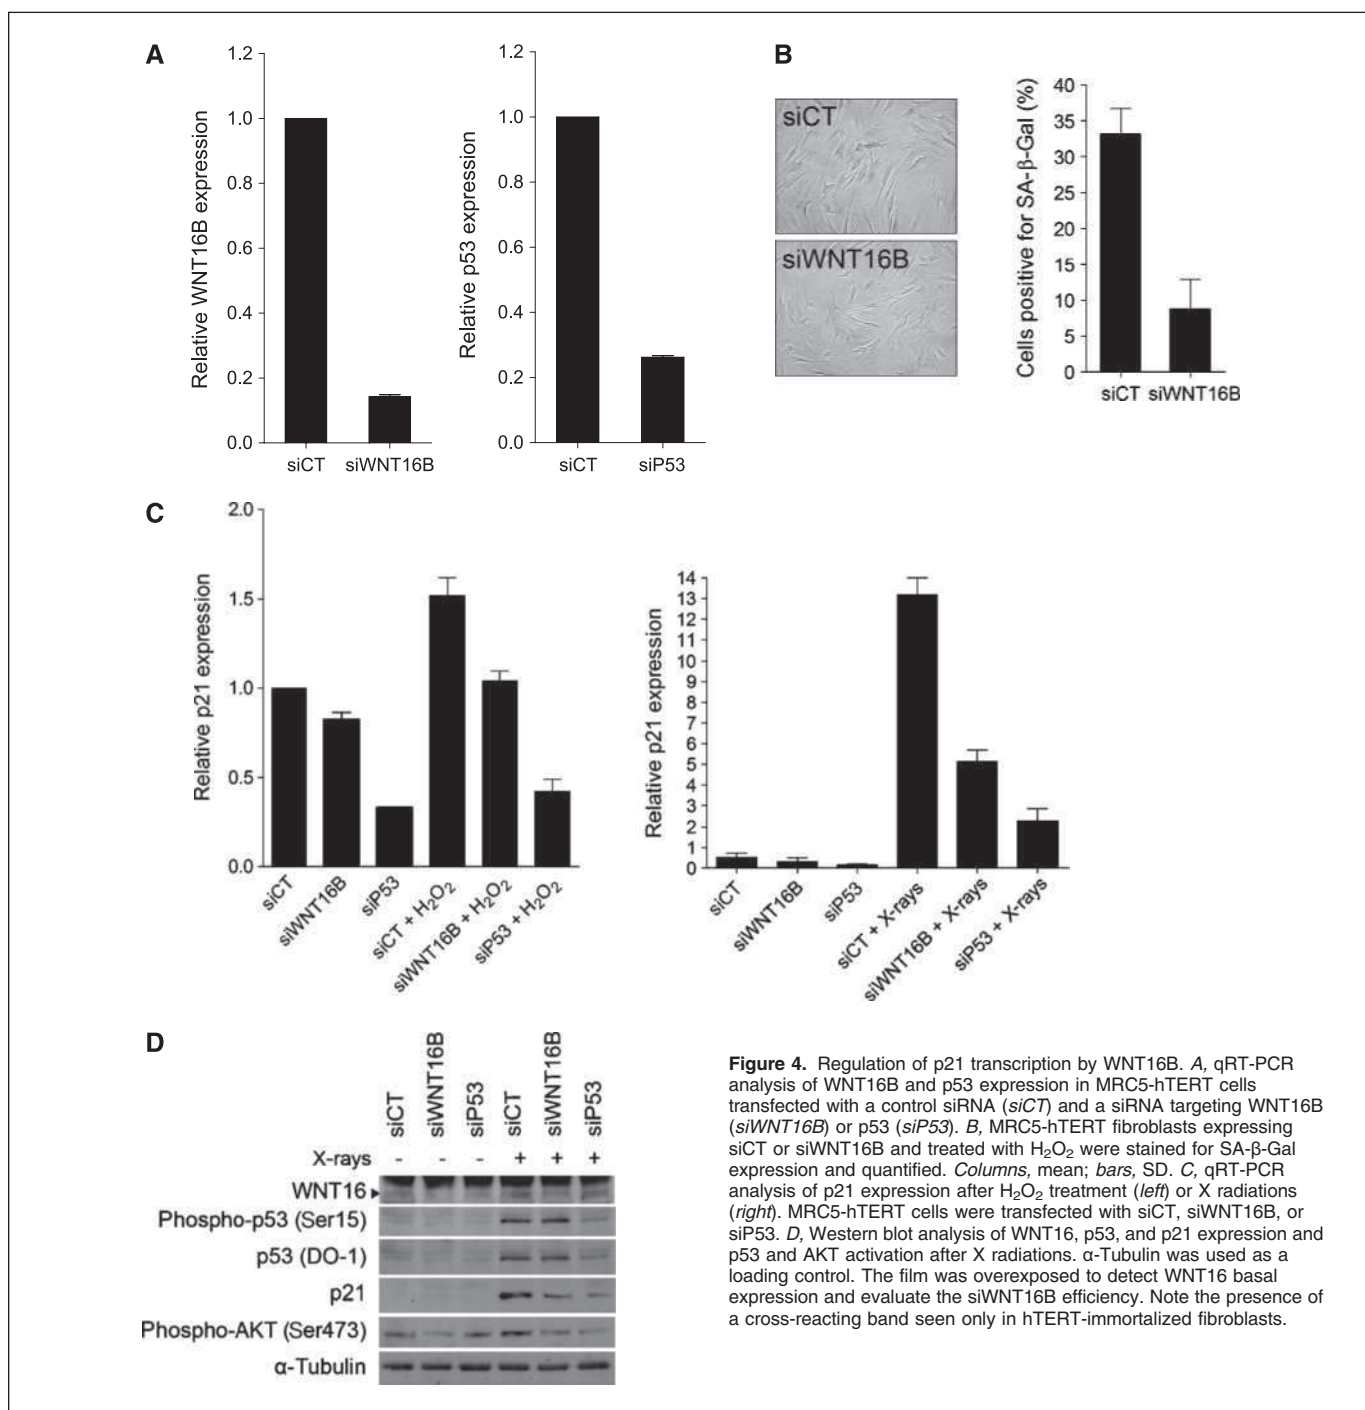 A
Relative WNT16B expression
1.2
1.0
0.8
0.6
0.4
0.2
0.0
siCT siWNT16B
Relative p53 expression
1.2
1.0
0.8
0.6
0.4
0.2
0.0
siCT siP53
B
siCT
siWNT16B
Cells positive for SA-β-Gal (%)
40
35
30
25
20
15
10
5
0
siCT siWNT16B
C
Relative p21 expression
2.0
1.5
1.0
0.5
0.0
siCT
siWNT16B
siP53
siCT + H₂O₂
siWNT16B + H₂O₂
siP53 + H₂O₂
Relative p21 expression
14
13
12
11
10
9
8
7
6
5
4
3
2
1
0
siCT
siWNT16B
siP53
siCT + X-rays
siWNT16B + X-rays
siP53 + X-rays
D
siCT
siWNT16B
siP53
siCT
siWNT16B
siP53
X-rays - - - + + +
WNT16
Phospho-p53 (Ser15)
p53 (DO-1)
p21
Phospho-AKT (Ser473)
α-Tubulin
Figure 4. Regulation of p21 transcription by WNT16B. A, qRT-PCR
analysis of WNT16B and p53 expression in MRC5-hTERT cells
transfected with a control siRNA (siCT) and a siRNA targeting WNT16B
(siWNT16B) or p53 (siP53). B, MRC5-hTERT fibroblasts expressing
siCT or siWNT16B and treated with H₂O₂ were stained for SA-β-Gal
expression and quantified. Columns, mean; bars, SD. C, qRT-PCR
analysis of p21 expression after H₂O₂ treatment (left) or X radiations
(right). MRC5-hTERT cells were transfected with siCT, siWNT16B, or
siP53. D, Western blot analysis of WNT16, p53, and p21 expression and
p53 and AKT activation after X radiations. α-Tubulin was used as a
loading control. The film was overexposed to detect WNT16 basal
expression and evaluate the siWNT16B efficiency. Note the presence of
a cross-reacting band seen only in hTERT-immortalized fibroblasts.